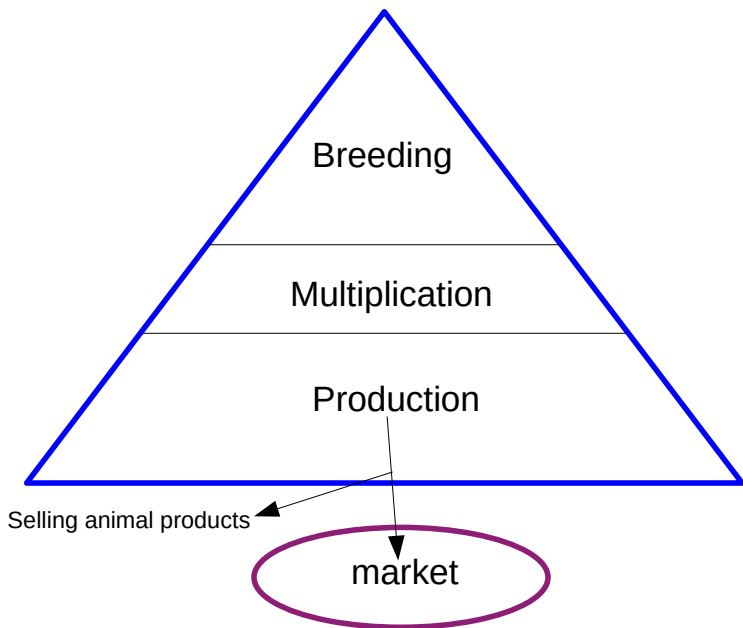 Breeding
Multiplication
Production
Selling animal products
market